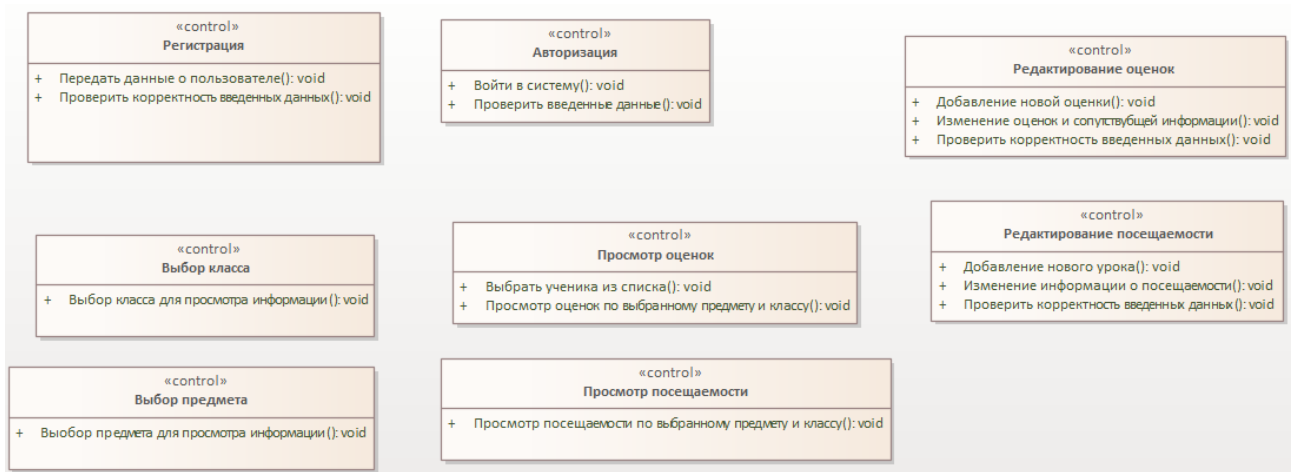 «control»
Регистрация
+ Передать данные о пользователе(): void
+ Проверить корректность введенных данных(): void
«control»
Авторизация
+ Войти в систему(): void
+ Проверить введенные данные(): void
«control»
Редактирование оценок
+ Добавление новой оценки(): void
+ Изменение оценок и сопутствубщей информации(): void
+ Проверить корректность введенных данных(): void
«control»
Выбор класса
+ Выбор класса для просмотра информации(): void
«control»
Просмотр оценок
+ Выбрать ученика из списка(): void
+ Просмотр оценок по выбранному предмету и классу(): void
«control»
Редактирование посещаемости
+ Добавление нового урока(): void
+ Изменение информации о посещаемости(): void
+ Проверить корректность введенных данных(): void
«control»
Выбор предмета
+ Выобор предмета для просмотра информации(): void
«control»
Просмотр посещаемости
+ Просмотр посещаемости по выбранному предмету и классу(): void